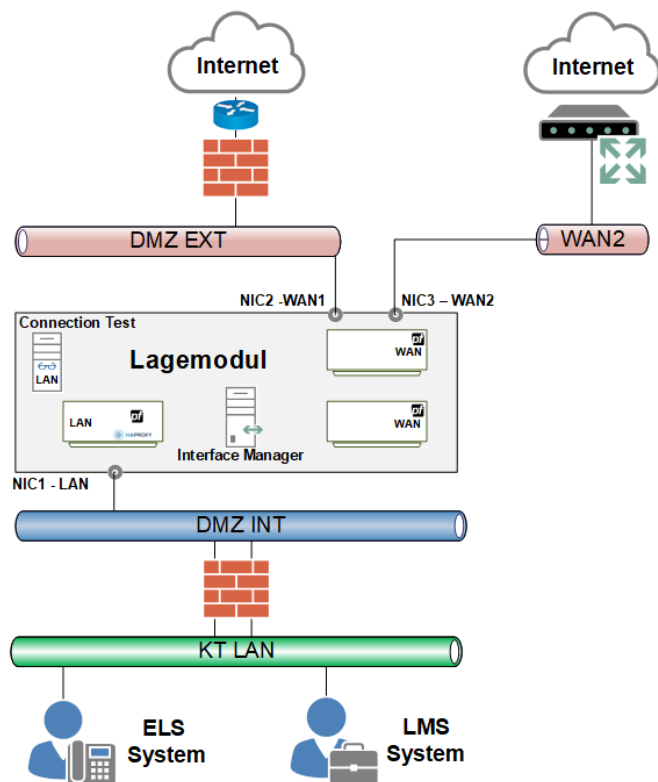 Internet
Internet
DMZ EXT
WAN2
NIC2 -WAN1
NIC3 – WAN2
Connection Test
Lagemodul
LAN
pf
WAN
LAN
pf
HAPROXY
pf
WAN
Interface Manager
NIC1 - LAN
DMZ INT
KT LAN
ELS
System
LMS
System